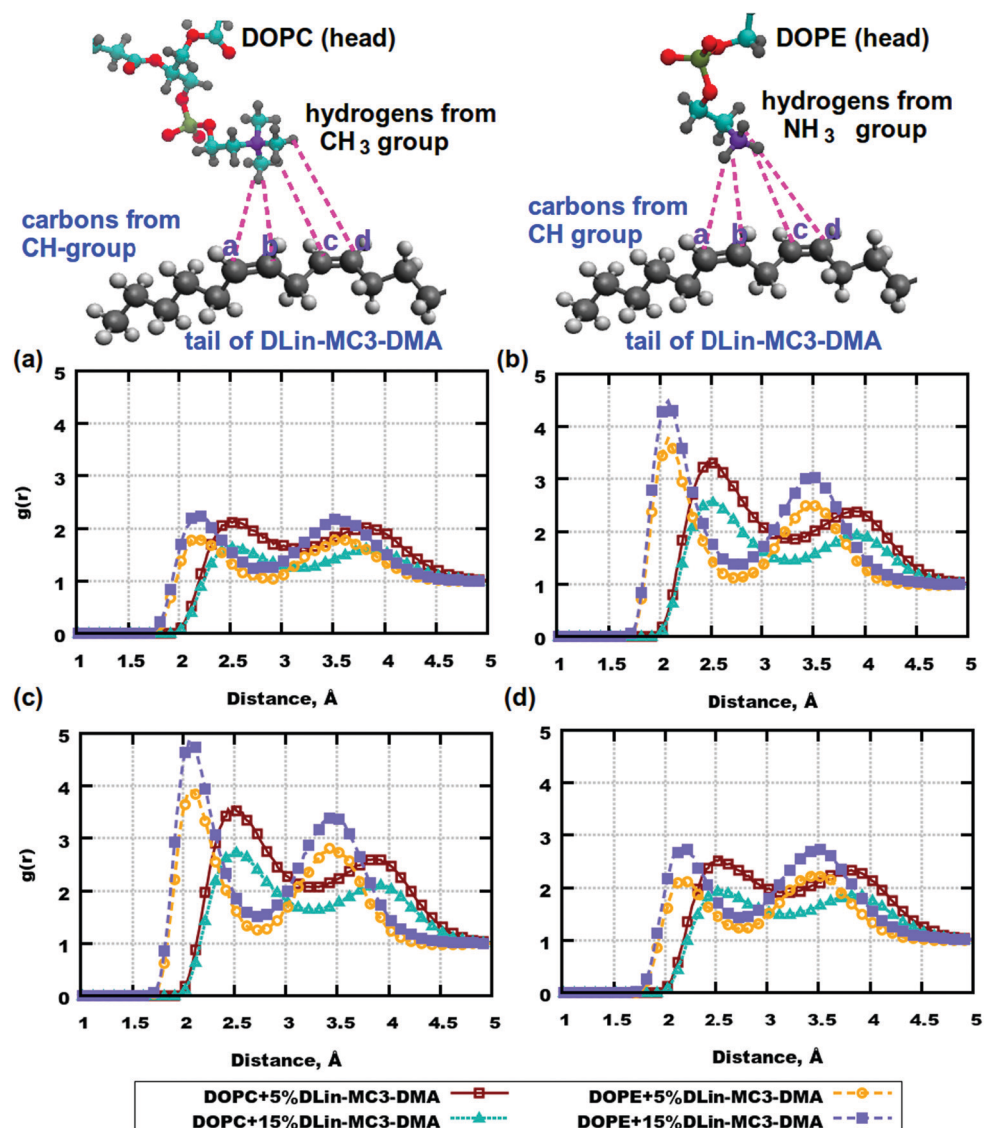 DOPC (head)
hydrogens from
CH3 group
carbons from
CH-group
a b c d
tail of DLin-MC3-DMA
DOPE (head)
hydrogens from
NH3 group
carbons from
CH group
a b c d
tail of DLin-MC3-DMA
(a)
g(r)
5
4
3
2
1
0
1 1.5 2 2.5 3 3.5 4 4.5 5
Distance, Å
(b)
5
4
3
2
1
0
1 1.5 2 2.5 3 3.5 4 4.5 5
Distance, Å
(c)
g(r)
5
4
3
2
1
0
1 1.5 2 2.5 3 3.5 4 4.5 5
Distance, Å
(d)
5
4
3
2
1
0
1 1.5 2 2.5 3 3.5 4 4.5 5
Distance, Å
DOPC+5%DLin-MC3-DMA
DOPC+15%DLin-MC3-DMA
DOPE+5%DLin-MC3-DMA
DOPE+15%DLin-MC3-DMA